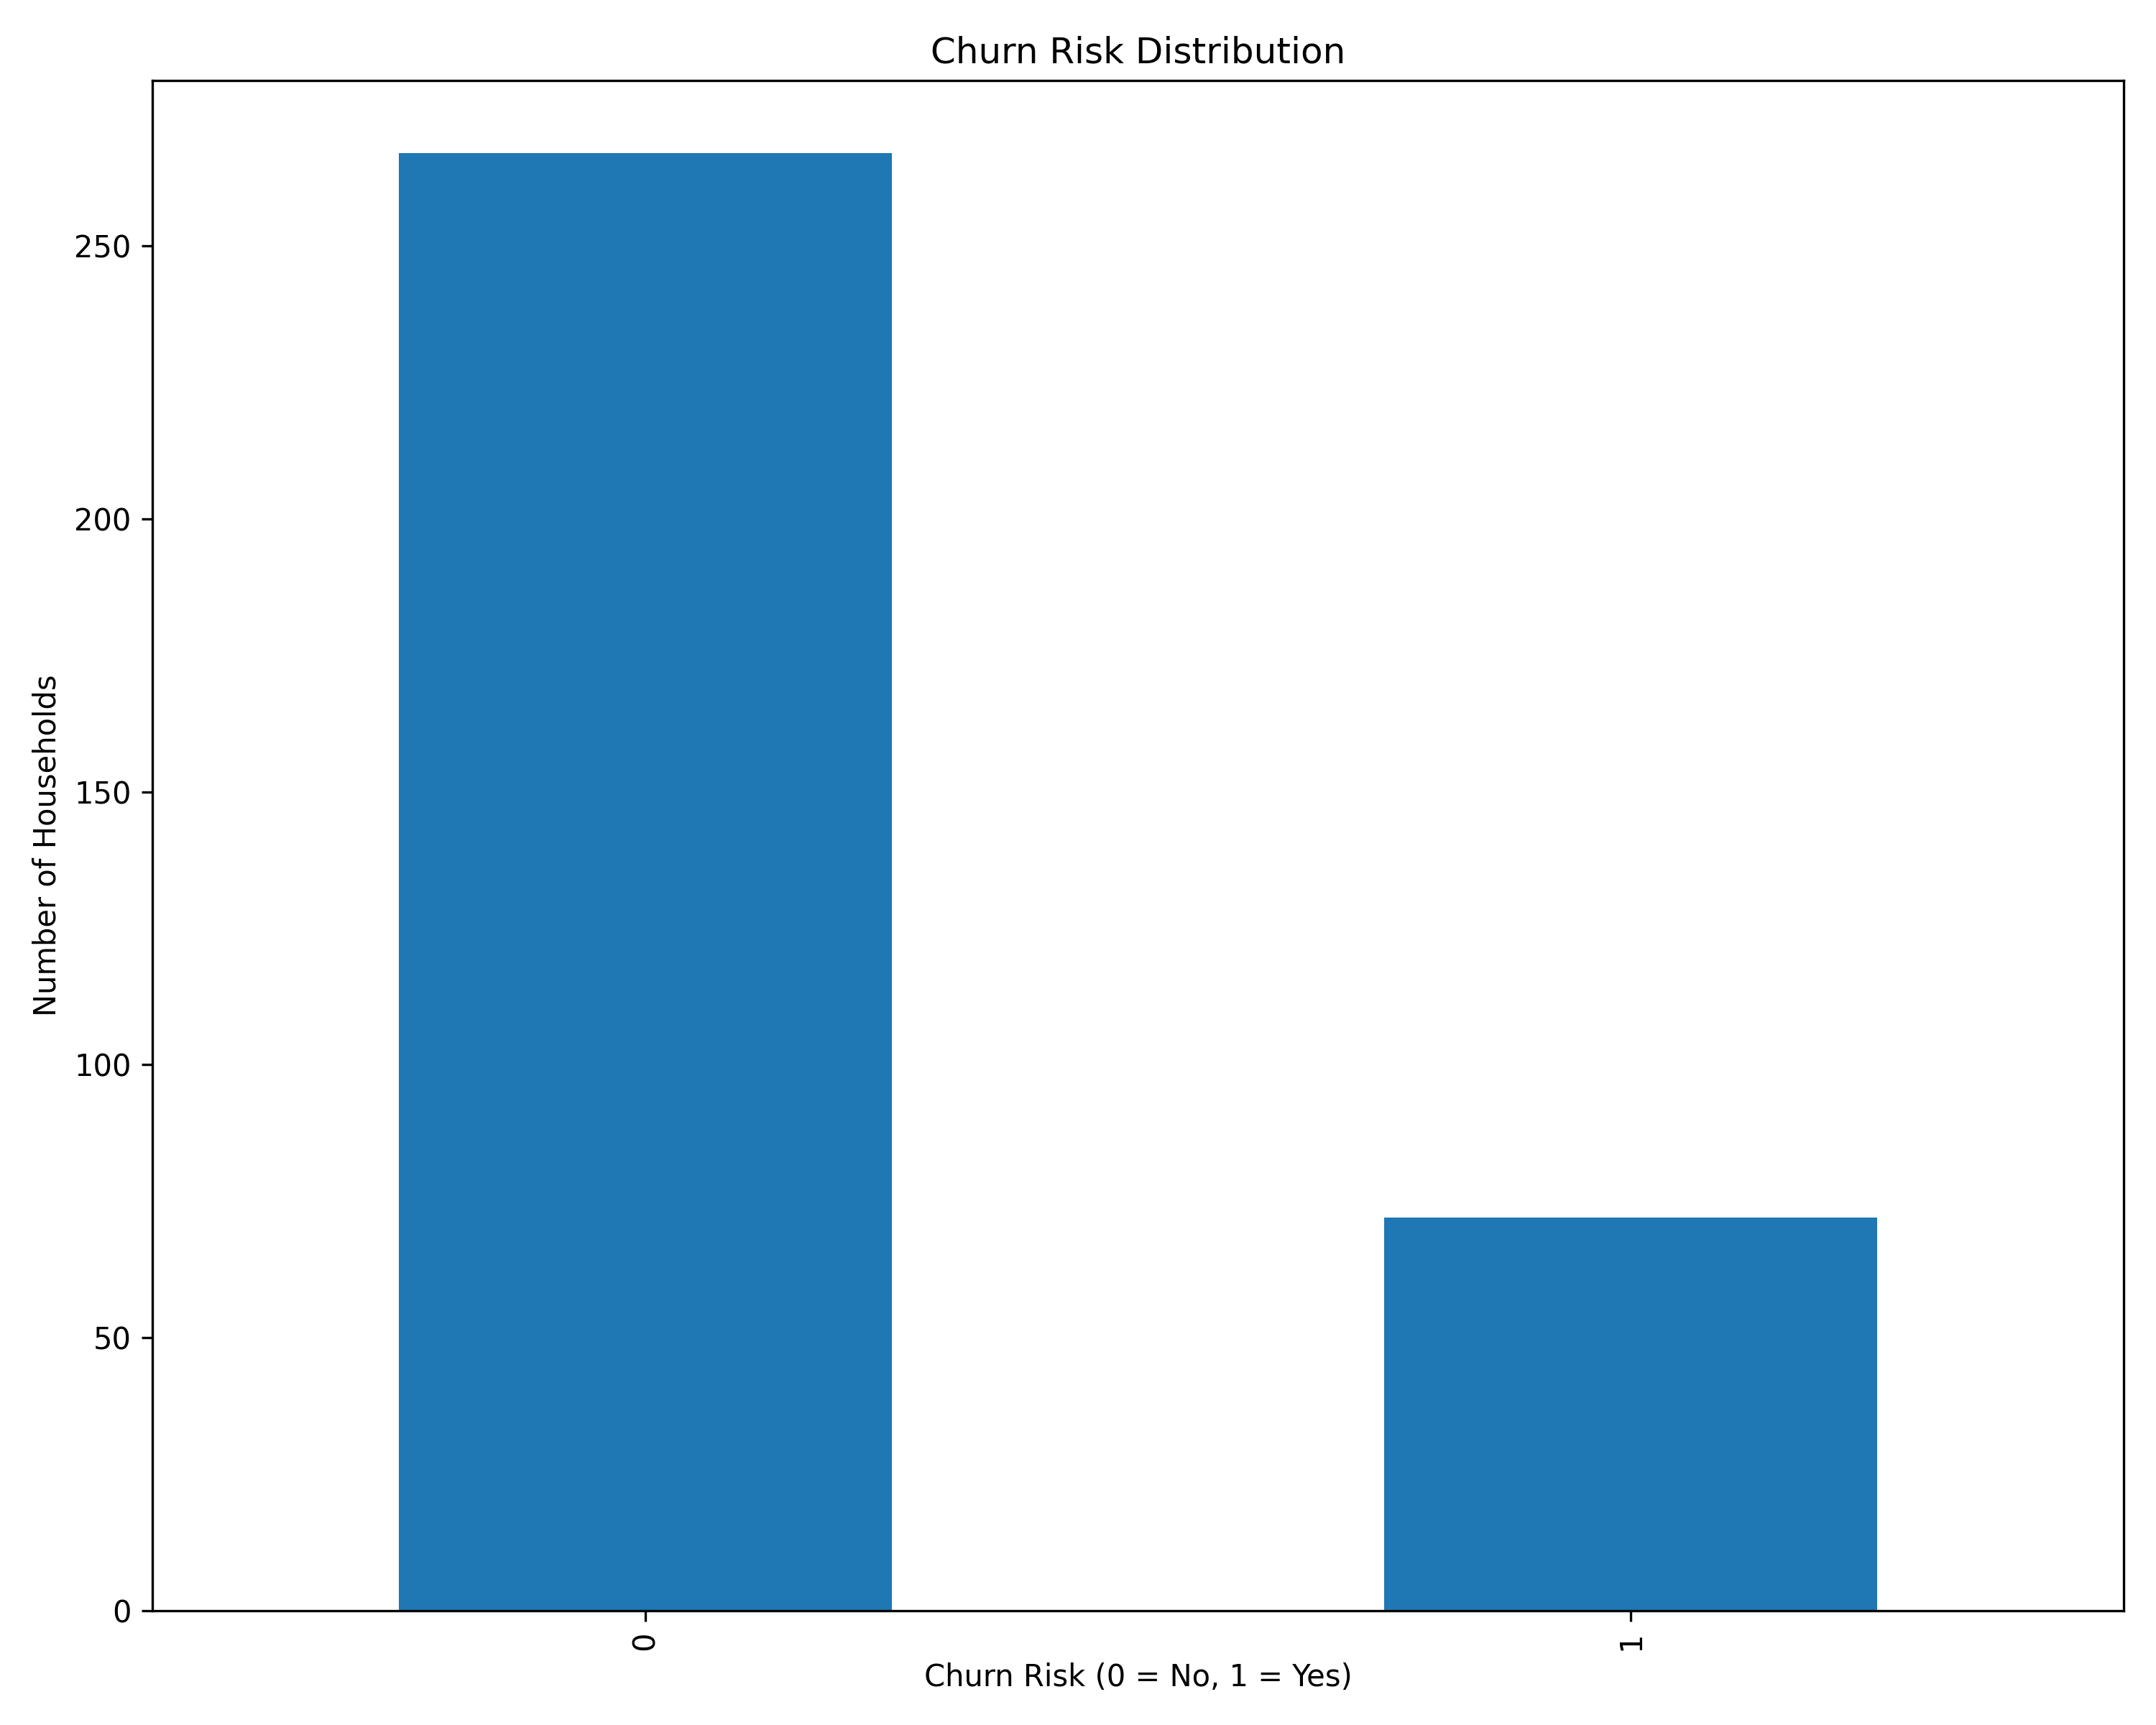 Churn Risk Distribution
Number of Households
250
200
150
100
50
0
0
1
Churn Risk (0 = No, 1 = Yes)